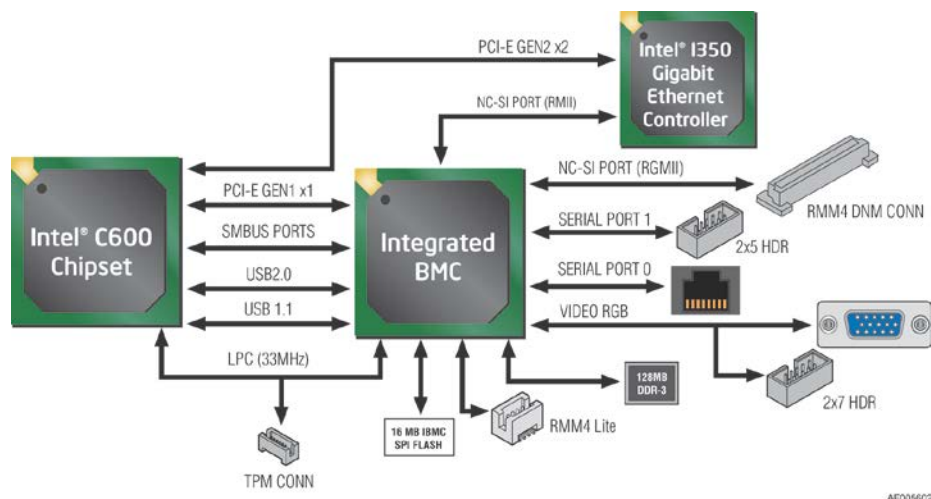 PCI-E GEN2 x2
Intel® I350
Gigabit
Ethernet
Controller
NC-SI PORT (RMII)
NC-SI PORT (RGMII)
RMM4 DNM CONN
Intel® C600
Chipset
PCI-E GEN1 x1
SMBUS PORTS
USB2.0
USB 1.1
Integrated
BMC
SERIAL PORT 1
2x5 HDR
SERIAL PORT 0
VIDEO RGB
LPC (33MHz)
128MB
DDR-3
2x7 HDR
16 MB IBMC
SPI FLASH
RMM4 Lite
TPM CONN